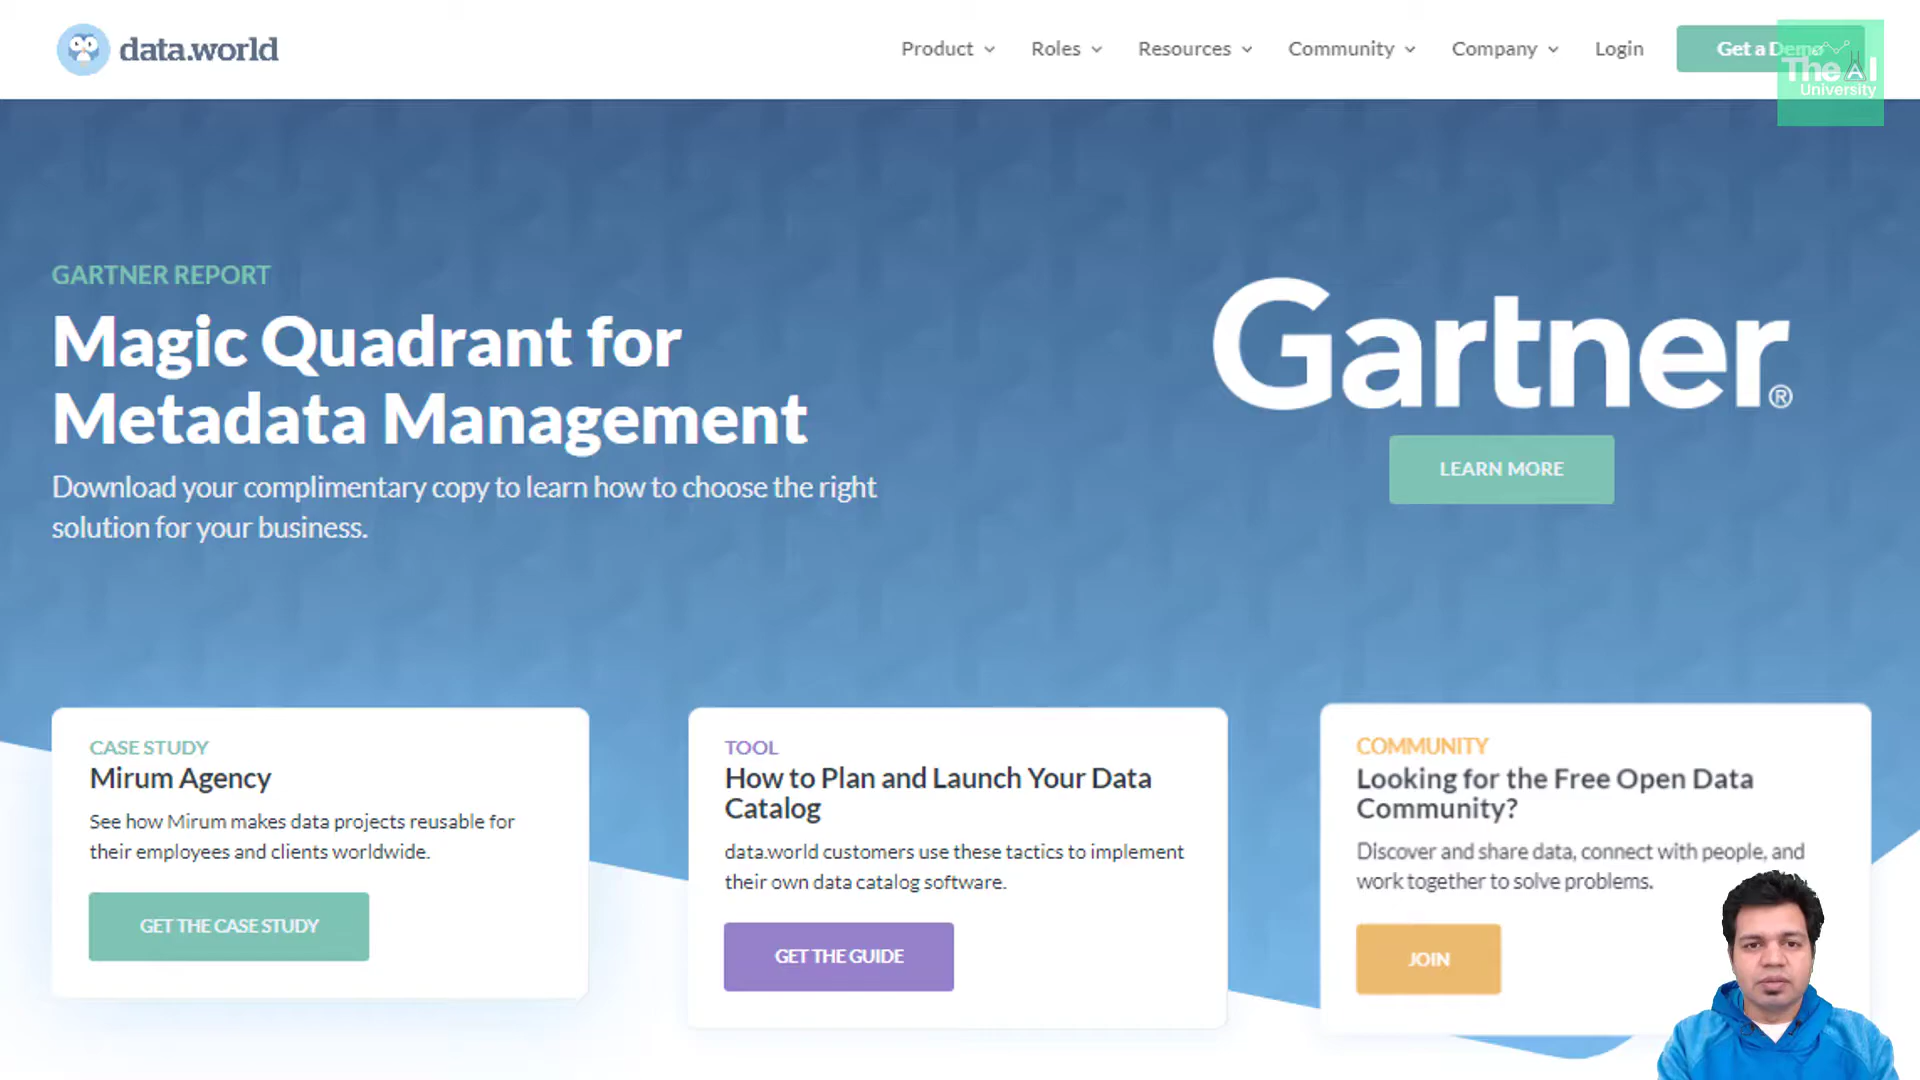 data.world
Product
Roles
Resources
Community
Company
Login
Get a Demo
The AI
University
GARTNER REPORT
Magic Quadrant for
Metadata Management
Download your complimentary copy to learn how to choose the right
solution for your business.
Gartner®
LEARN MORE
CASE STUDY
Mirum Agency
See how Mirum makes data projects reusable for
their employees and clients worldwide.
GET THE CASE STUDY
TOOL
How to Plan and Launch Your Data
Catalog
data.world customers use these tactics to implement
their own data catalog software.
GET THE GUIDE
COMMUNITY
Looking for the Free Open Data
Community?
Discover and share data, connect with people, and
work together to solve problems.
JOIN